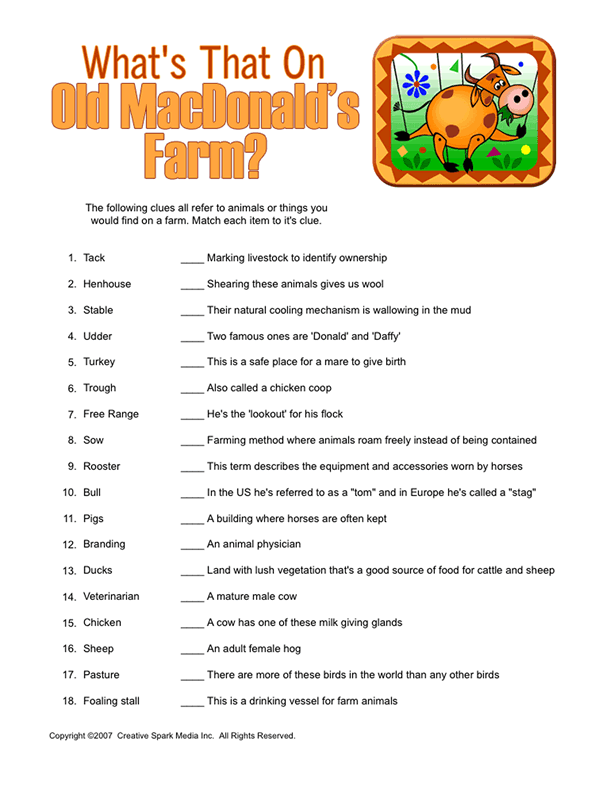 What's That On
Old MacDonald's
Farm?
The following clues all refer to animals or things you
would find on a farm. Match each item to it's clue.
1. Tack ____ Marking livestock to identify ownership
2. Henhouse ____ Shearing these animals gives us wool
3. Stable ____ Their natural cooling mechanism is wallowing in the mud
4. Udder ____ Two famous ones are 'Donald' and 'Daffy'
5. Turkey ____ This is a safe place for a mare to give birth
6. Trough ____ Also called a chicken coop
7. Free Range ____ He's the 'lookout' for his flock
8. Sow ____ Farming method where animals roam freely instead of being contained
9. Rooster ____ This term describes the equipment and accessories worn by horses
10. Bull ____ In the US he's referred to as a "tom" and in Europe he's called a "stag"
11. Pigs ____ A building where horses are often kept
12. Branding ____ An animal physician
13. Ducks ____ Land with lush vegetation that's a good source of food for cattle and sheep
14. Veterinarian ____ A mature male cow
15. Chicken ____ A cow has one of these milk giving glands
16. Sheep ____ An adult female hog
17. Pasture ____ There are more of these birds in the world than any other birds
18. Foaling stall ____ This is a drinking vessel for farm animals
Copyright ©2007 Creative Spark Media Inc. All Rights Reserved.